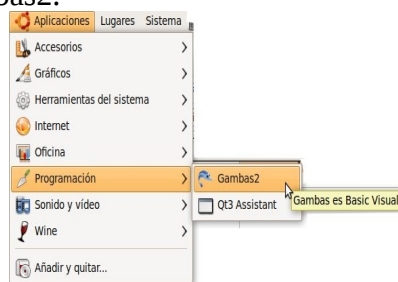 bas2.
Aplicaciones Lugares Sistema
Accesorios
Gráficos
Herramientas del sistema
Internet
Oficina
Programación
Gambas2
Gambas es Basic Visual
Qt3 Assistant
Sonido y vídeo
Wine
Añadir y quitar...